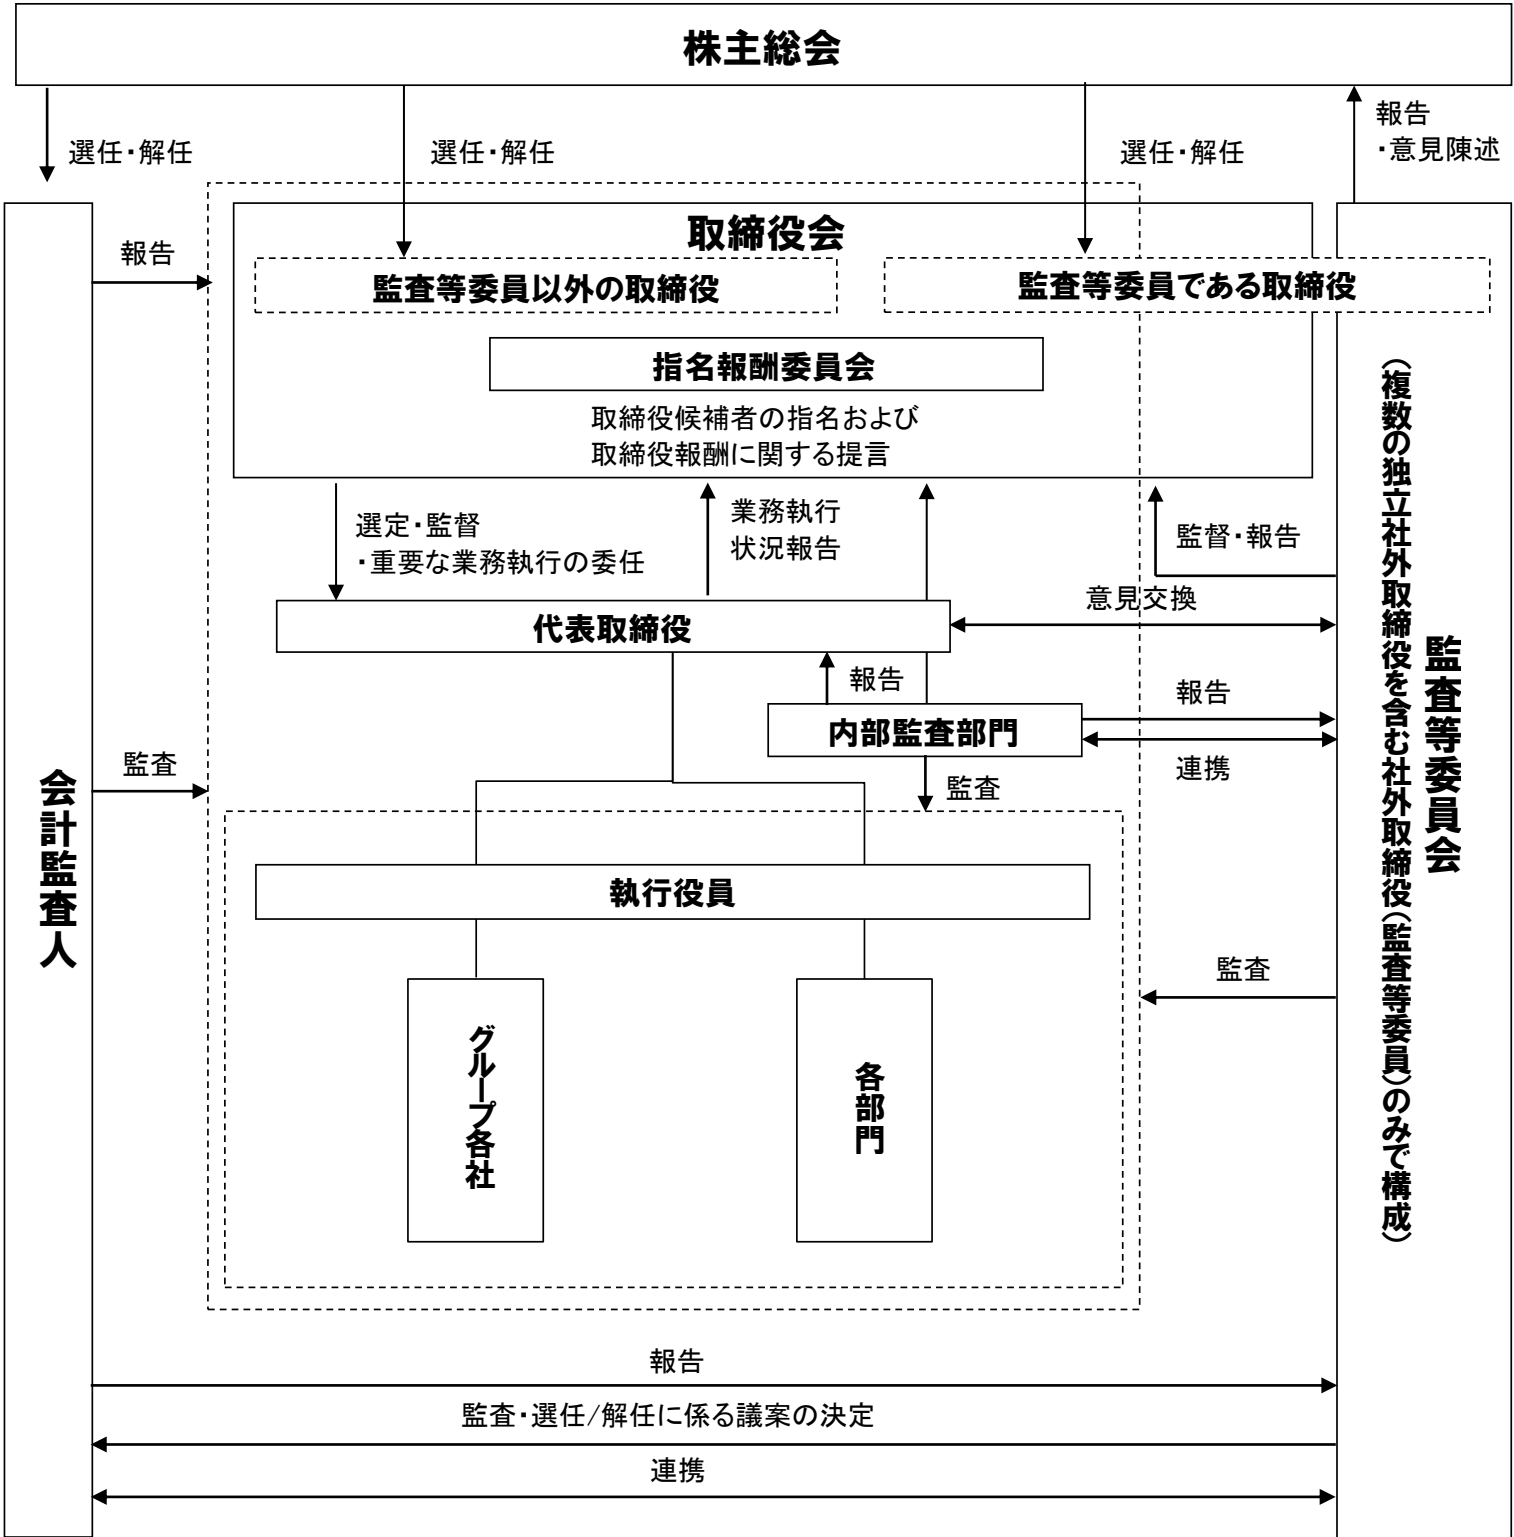 株主総会
選任・解任
選任・解任
選任・解任
報告
・意見陳述
取締役会
報告
監査等委員以外の取締役
監査等委員である取締役
指名報酬委員会
取締役候補者の指名および
取締役報酬に関する提言
選定・監督
・重要な業務執行の委任
業務執行
状況報告
監督・報告
意見交換
代表取締役
報告
報告
内部監査部門
連携
監査
監査
会計監査人
執行役員
監査等委員会
(複数の独立社外取締役を含む社外取締役(監査等委員)のみで構成)
監査
グループ各社
各部門
報告
監査・選任/解任に係る議案の決定
連携